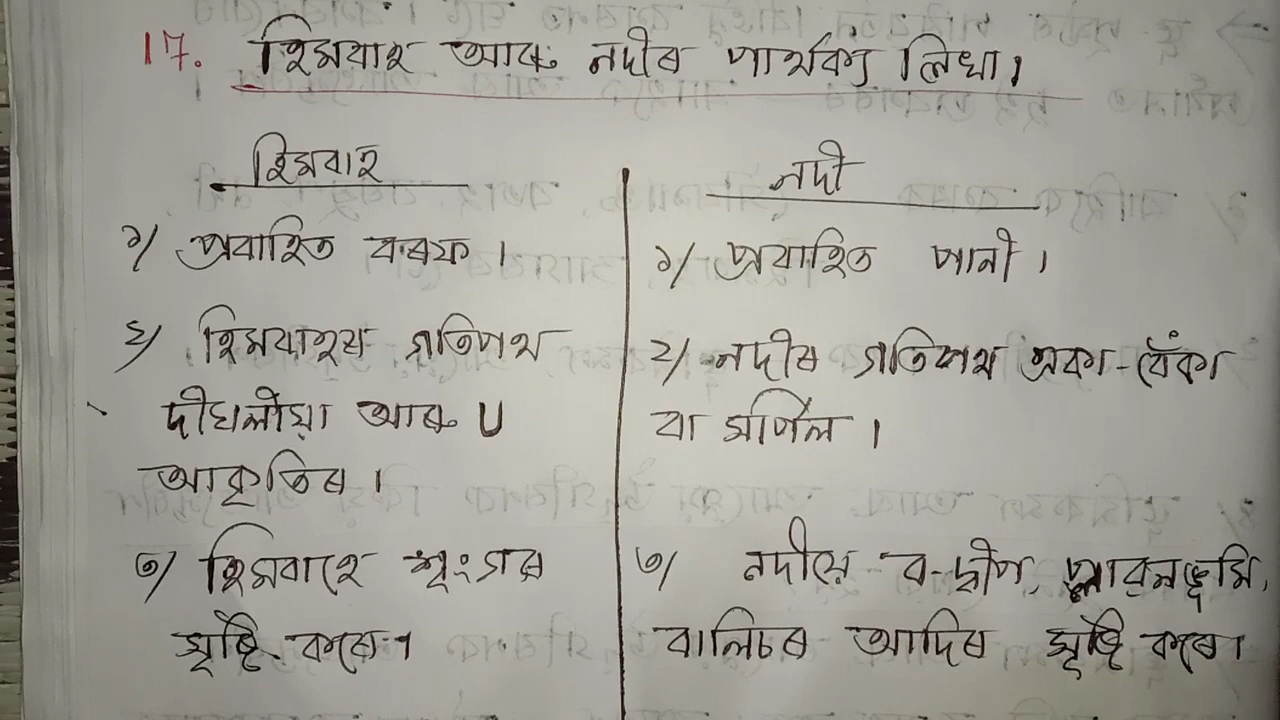 17. হিমবাহ আৰু নদীৰ পাৰ্থক্য লিখা।
হিমবাহ
১/ প্ৰবাহিত বৰফ।
২/ হিমবাহৰ গতিপথ
দীঘলীয়া আৰু U
আকৃতিৰ।
৩/ হিমবাহে শৃংগৰ
সৃষ্টি কৰে।
নদী
১/ প্ৰবাহিত পানী।
২/ নদীৰ গতিপথ একা-বেঁকা
বা সৰ্পিল।
৩/ নদীয়ে ব-দ্বীপ, প্লাৱনভূমি,
বালিচৰ আদিৰ সৃষ্টি কৰে।